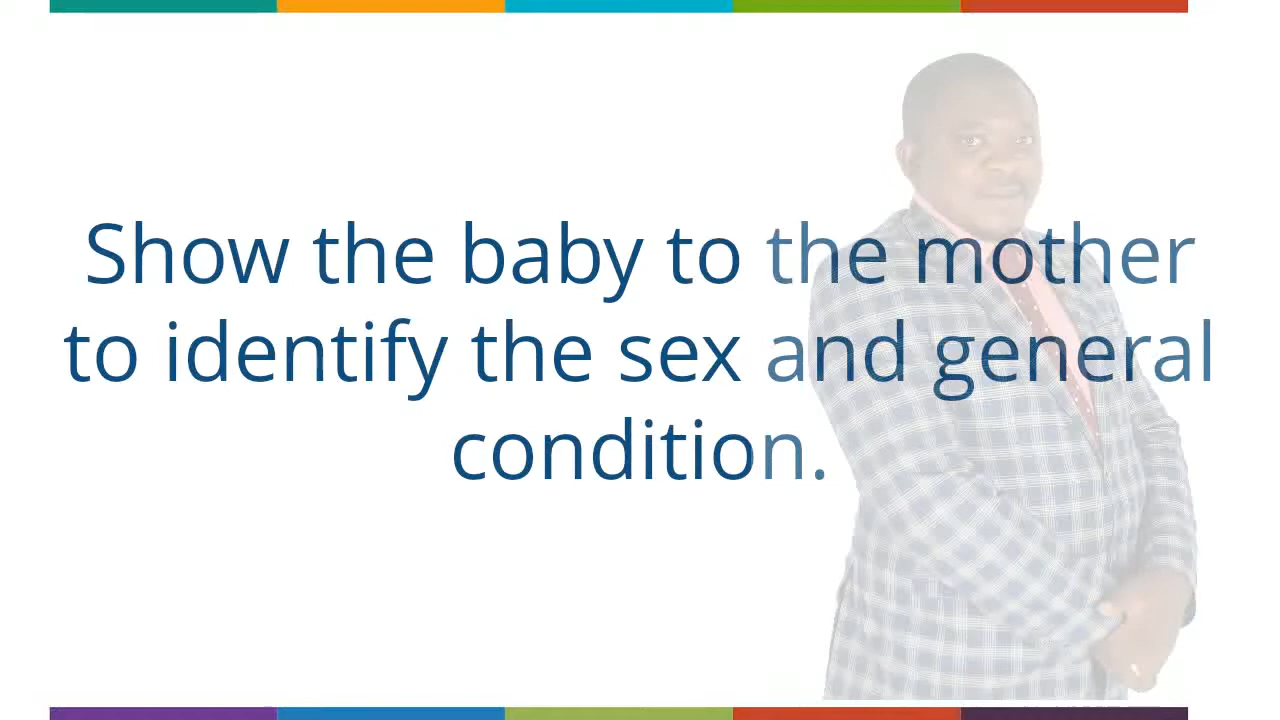 Show the baby to the mother
to identify the sex and general
condition.